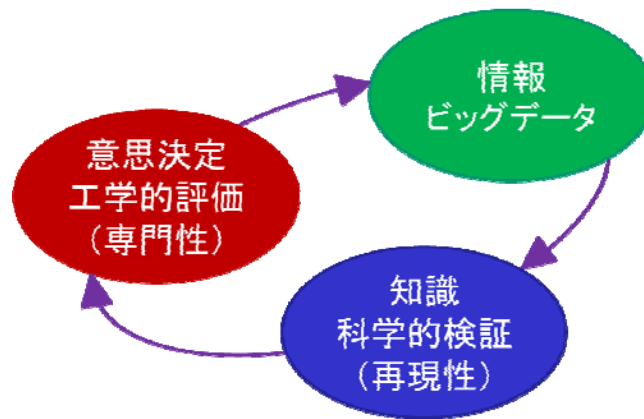 情報
ビッグデータ
意思決定
工学的評価
（専門性）
知識
科学的検証
（再現性）